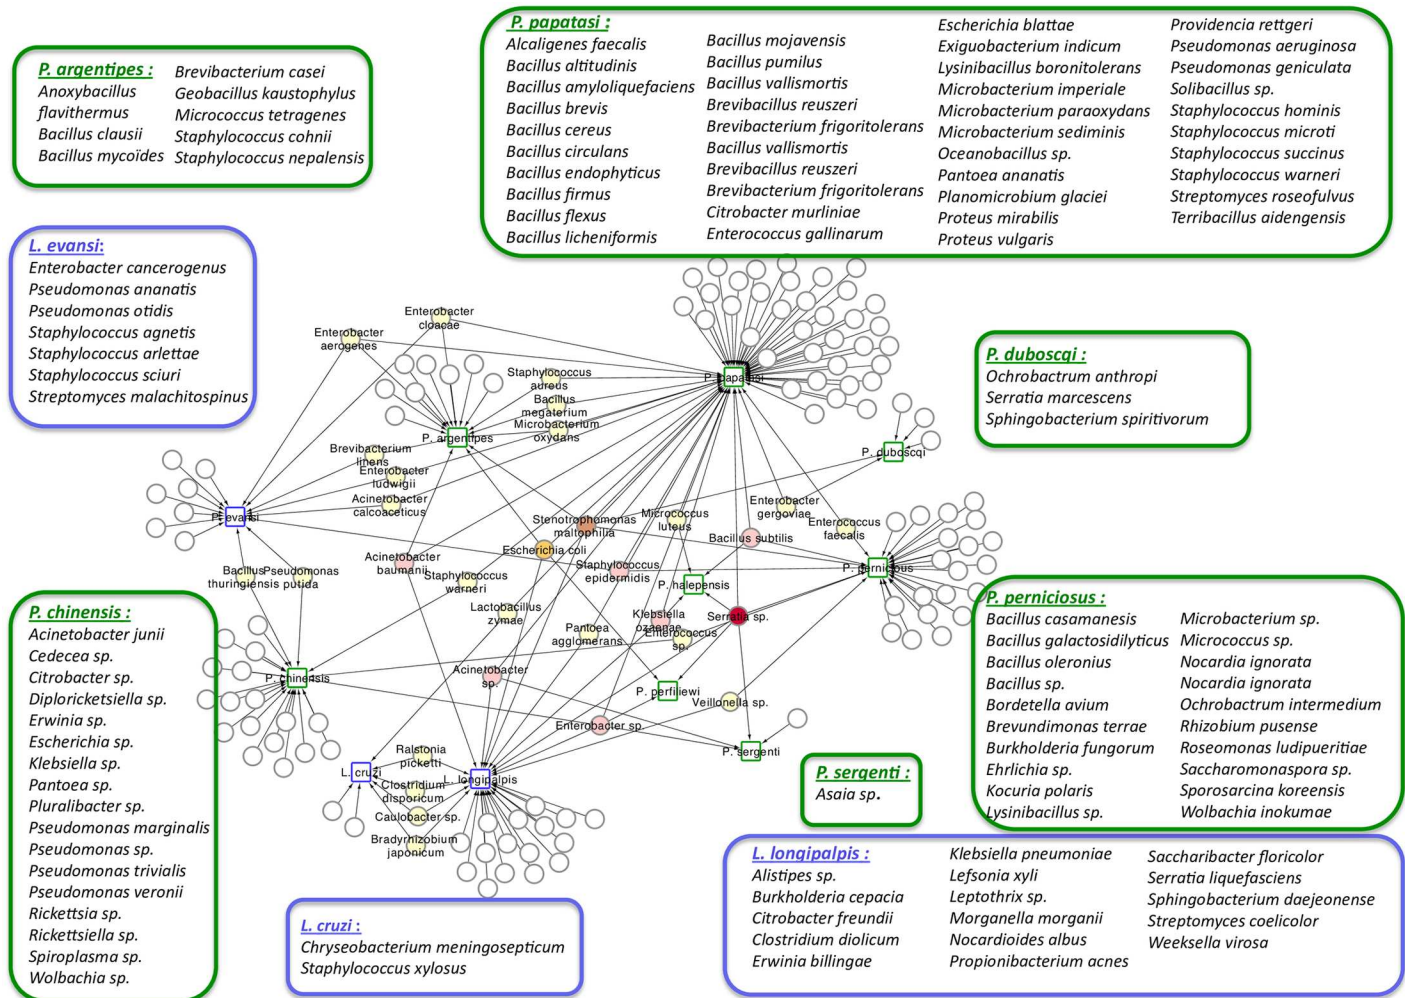 P. argentipes :
Anoxybacillus
flavithermus
Bacillus clausii
Bacillus mycoïdes
Brevibacterium casei
Geobacillus kaustophylus
Micrococcus tetragenes
Staphylococcus cohnii
Staphylococcus nepalensis
P. papatasi :
Alcaligenes faecalis
Bacillus altitudinis
Bacillus amyloliquefaciens
Bacillus brevis
Bacillus cereus
Bacillus circulans
Bacillus endophyticus
Bacillus firmus
Bacillus flexus
Bacillus licheniformis
Bacillus mojavensis
Bacillus pumilus
Bacillus vallismortis
Brevibacillus reuszeri
Brevibacterium frigoritolerans
Bacillus vallismortis
Brevibacillus reuszeri
Brevibacterium frigoritolerans
Citrobacter murliniae
Enterococcus gallinarum
Escherichia blattae
Exiguobacterium indicum
Lysinibacillus boronitolerans
Microbacterium imperiale
Microbacterium paraoxydans
Microbacterium sediminis
Oceanobacillus sp.
Pantoea ananatis
Planomicrobium glaciei
Proteus mirabilis
Proteus vulgaris
Providencia rettgeri
Pseudomonas aeruginosa
Pseudomonas geniculata
Solibacillus sp.
Staphylococcus hominis
Staphylococcus microti
Staphylococcus succinus
Staphylococcus warneri
Streptomyces roseofulvus
Terribacillus aidengensis
L. evansi:
Enterobacter cancerogenus
Pseudomonas ananatis
Pseudomonas otidis
Staphylococcus agnetis
Staphylococcus arlettae
Staphylococcus sciuri
Streptomyces malachitospinus
P. duboscqi :
Ochrobactrum anthropi
Serratia marcescens
Sphingobacterium spiritivorum
Enterobacter
cloacae
Enterobacter
aerogenes
Staphylococcus
aureus
Bacillus
megaterium
Microbacterium
oxydans
P. papatasi
P. argentipes
P. duboscqi
Brevibacterium
linens
Enterobacter
ludwigii
Acinetobacter
calcoaceticus
P. evansi
Stenotrophomonas
maltophilia
Micrococcus
luteus
Enterobacter
gergoviae
Enterococcus
faecalis
Bacillus subtilis
Escherichia coli
Acinetobacter
baumanii
Staphylococcus
epidermidis
P. pernicious
Bacillus
thuringiensis
Pseudomonas
putida
Staphylococcus
warneri
P. halepensis
Lactobacillus
zymae
Klebsiella
ozaenae
Serratia sp.
Pantoea
agglomerans
Enterococcus
sp.
P. chinensis
Acinetobacter
sp.
P. perfiliewi
Veillonella sp.
Enterobacter sp.
P. sergenti
Ralstonia
picketti
L. cruzi
L. longipalpis
Clostridium
disporicum
Caulobacter sp.
Bradyrhizobium
japonicum
P. chinensis :
Acinetobacter junii
Cedecea sp.
Citrobacter sp.
Diploricketsiella sp.
Erwinia sp.
Escherichia sp.
Klebsiella sp.
Pantoea sp.
Pluralibacter sp.
Pseudomonas marginalis
Pseudomonas sp.
Pseudomonas trivialis
Pseudomonas veronii
Rickettsia sp.
Rickettsiella sp.
Spiroplasma sp.
Wolbachia sp.
P. perniciosus :
Bacillus casamanesis
Bacillus galactosidilyticus
Bacillus oleronius
Bacillus sp.
Bordetella avium
Brevundimonas terrae
Burkholderia fungorum
Ehrlichia sp.
Kocuria polaris
Lysinibacillus sp.
Microbacterium sp.
Micrococcus sp.
Nocardia ignorata
Nocardia ignorata
Ochrobactrum intermedium
Rhizobium pusense
Roseomonas ludipueritiae
Saccharomonaspora sp.
Sporosarcina koreensis
Wolbachia inokumae
P. sergenti :
Asaia sp.
L. cruzi :
Chryseobacterium meningosepticum
Staphylococcus xylosus
L. longipalpis :
Alistipes sp.
Burkholderia cepacia
Citrobacter freundii
Clostridium diolicum
Erwinia billingae
Klebsiella pneumoniae
Lefsonia xyli
Leptothrix sp.
Morganella morganii
Nocardioides albus
Propionibacterium acnes
Saccharibacter floricolor
Serratia liquefasciens
Sphingobacterium daejeonense
Streptomyces coelicolor
Weeksella virosa